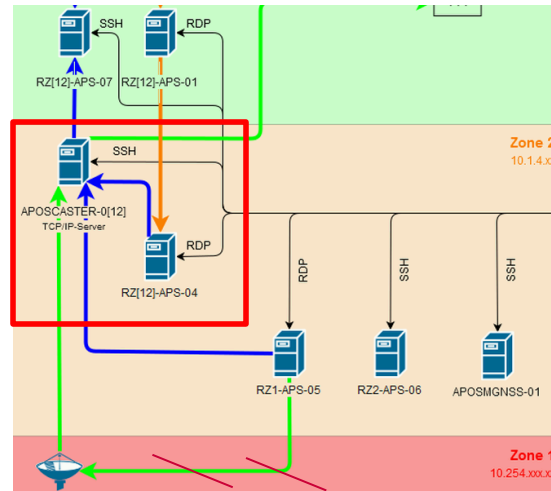 ...
SSH
RDP
RZ[12]-APS-07
RZ[12]-APS-01
Zone 2
10.1.4.xx
SSH
APOSCASTER-0[12]
TCP/IP-Server
RDP
RZ[12]-APS-04
RDP
SSH
SSH
RZ1-APS-05
RZ2-APS-06
APOSMGNSS-01
Zone 1
10.254.xxx.x